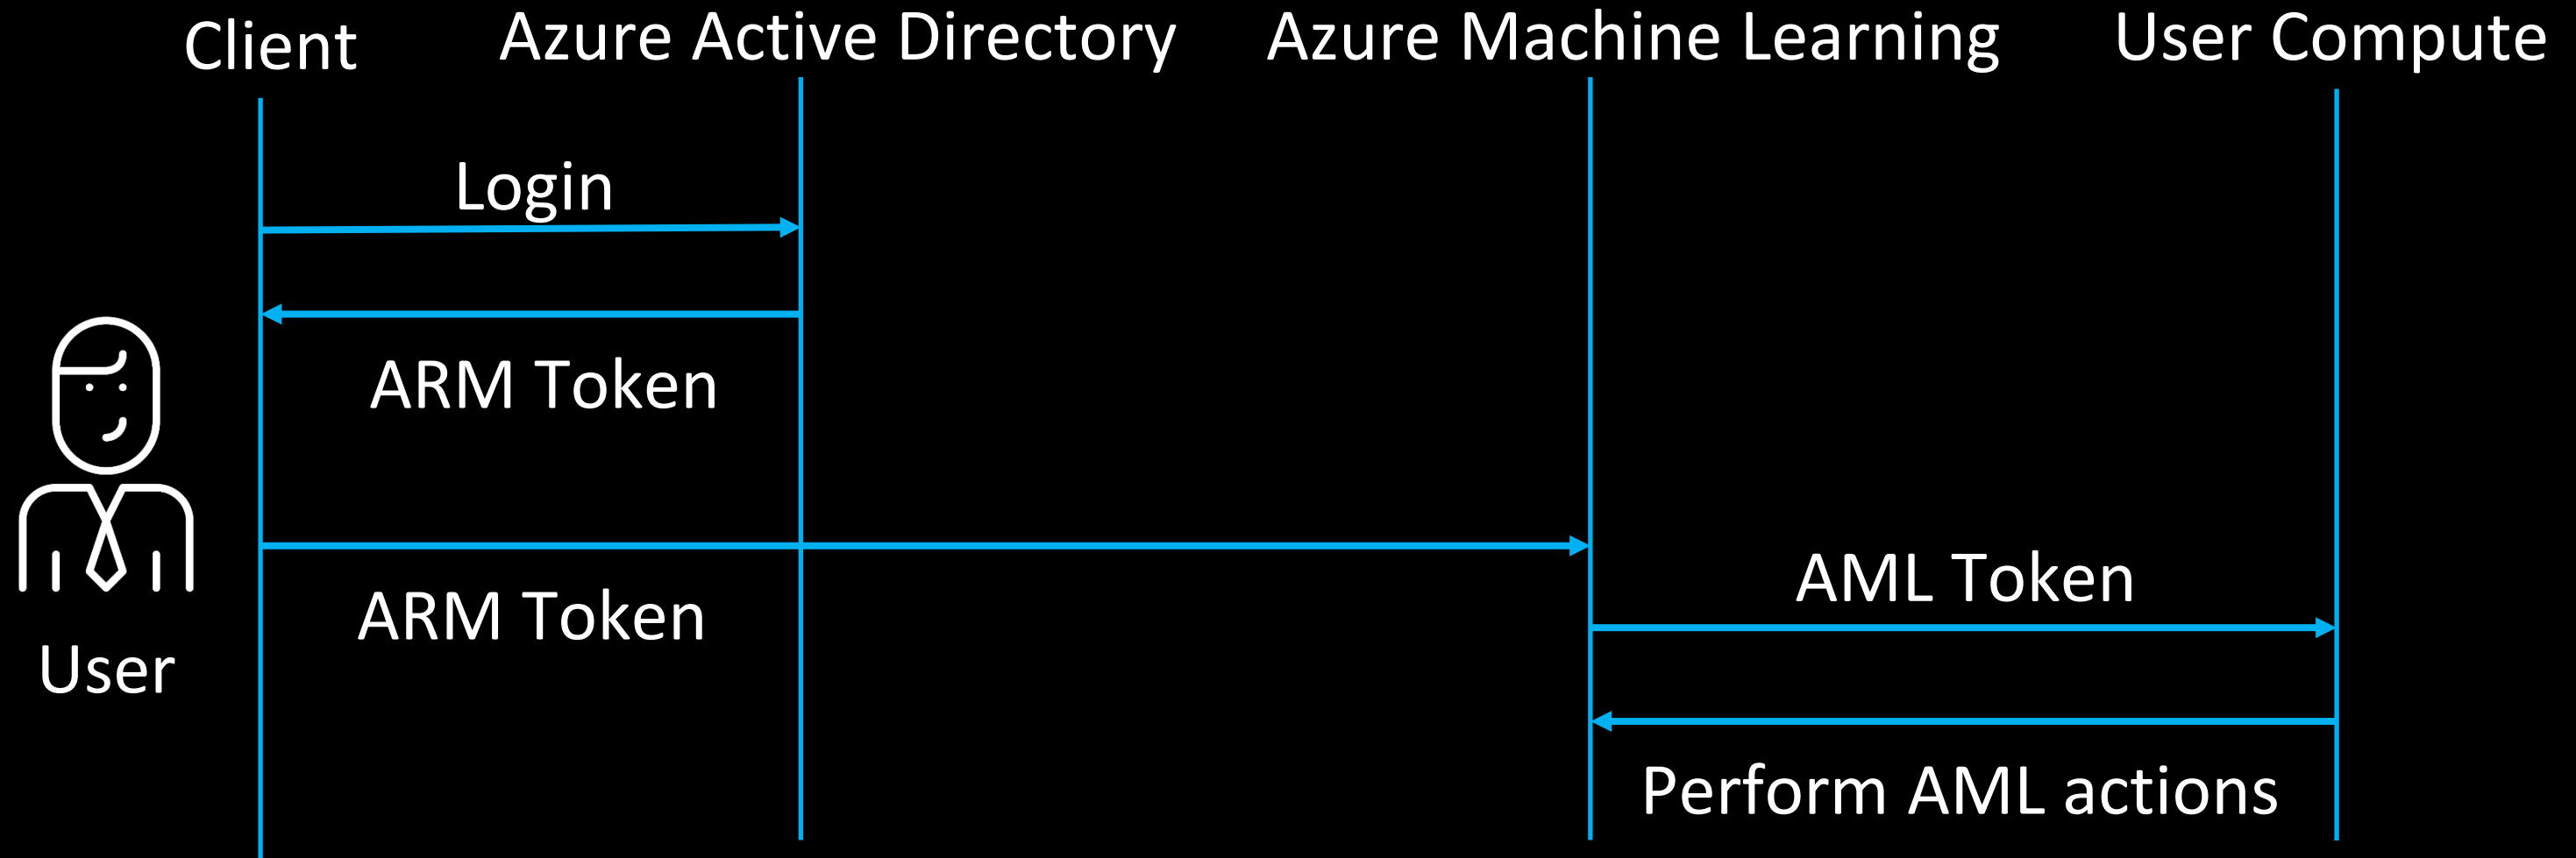 Client
Azure Active Directory
Azure Machine Learning
User Compute
Login
ARM Token
ARM Token
AML Token
User
Perform AML actions